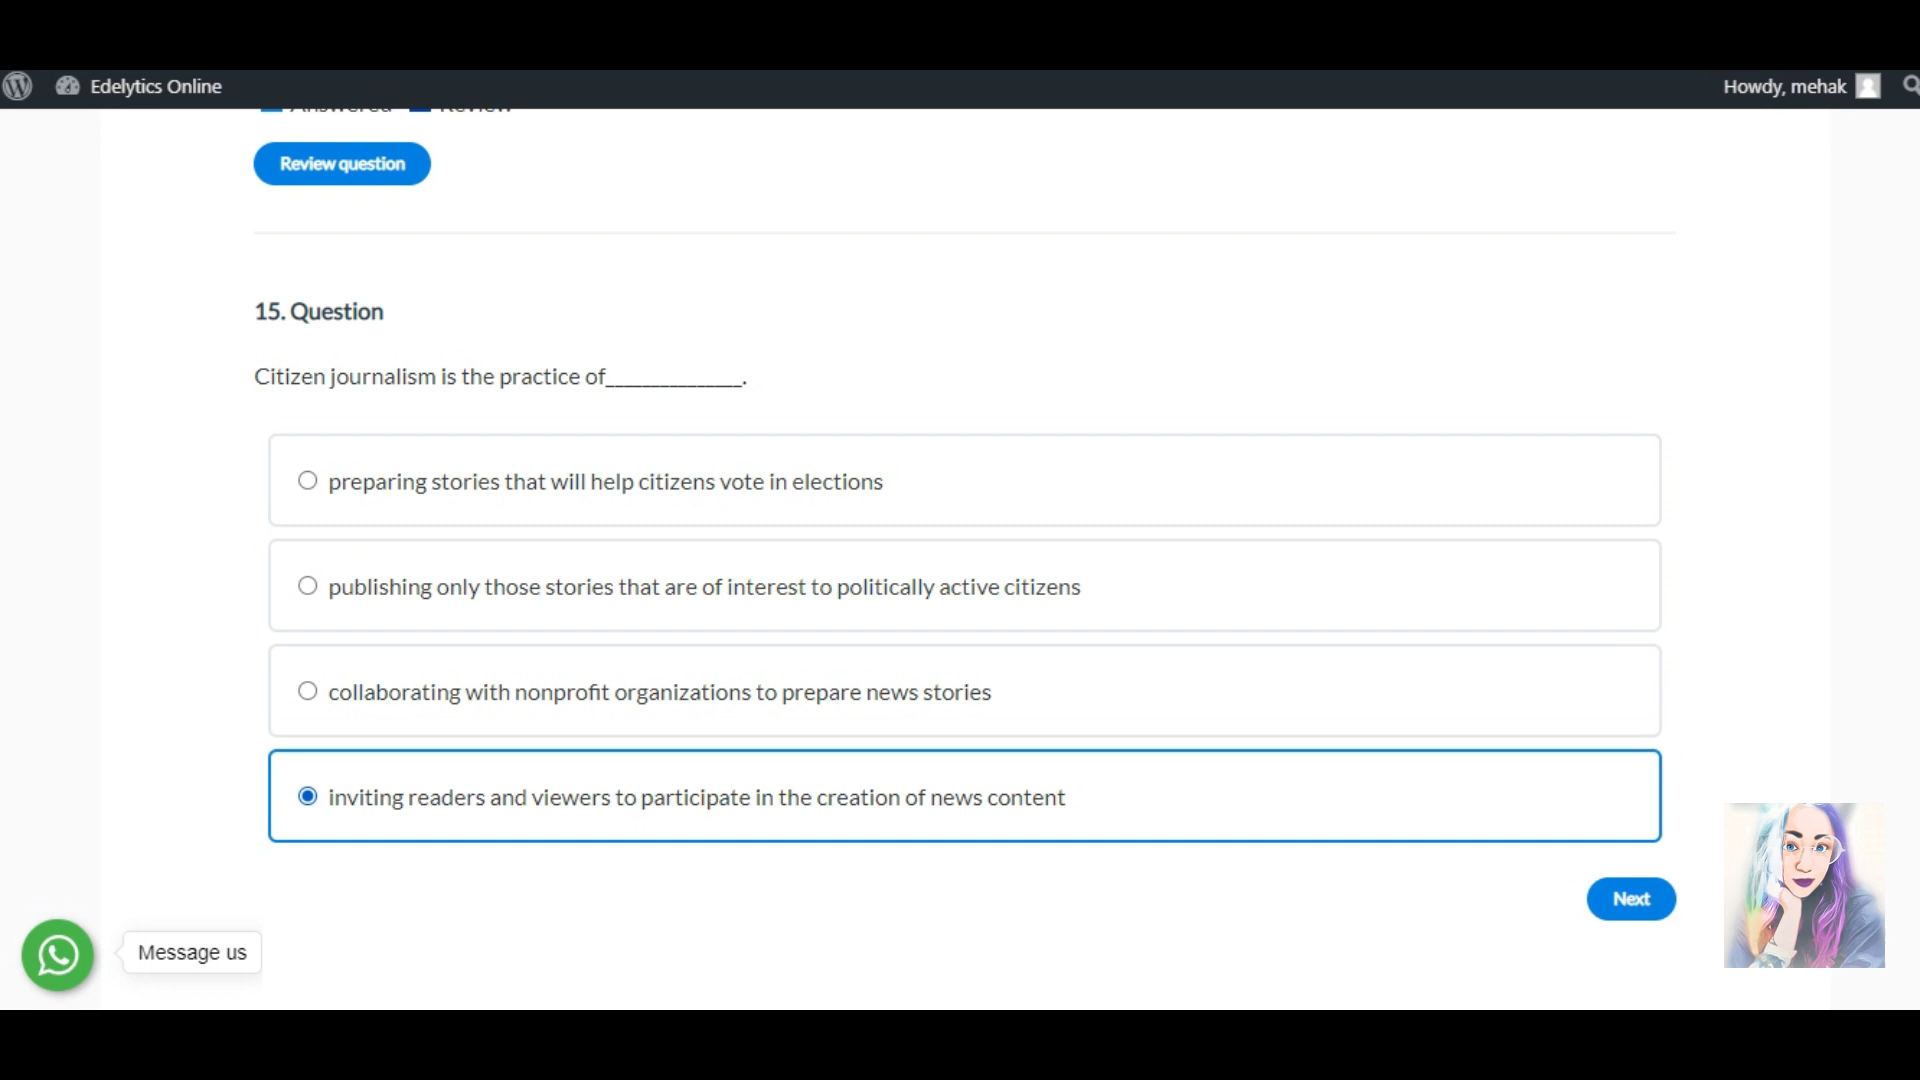 Edelytics Online
Howdy, mehak
Answered Review
Review question
15. Question
Citizen journalism is the practice of_______________.
preparing stories that will help citizens vote in elections
publishing only those stories that are of interest to politically active citizens
collaborating with nonprofit organizations to prepare news stories
inviting readers and viewers to participate in the creation of news content
Next
Message us